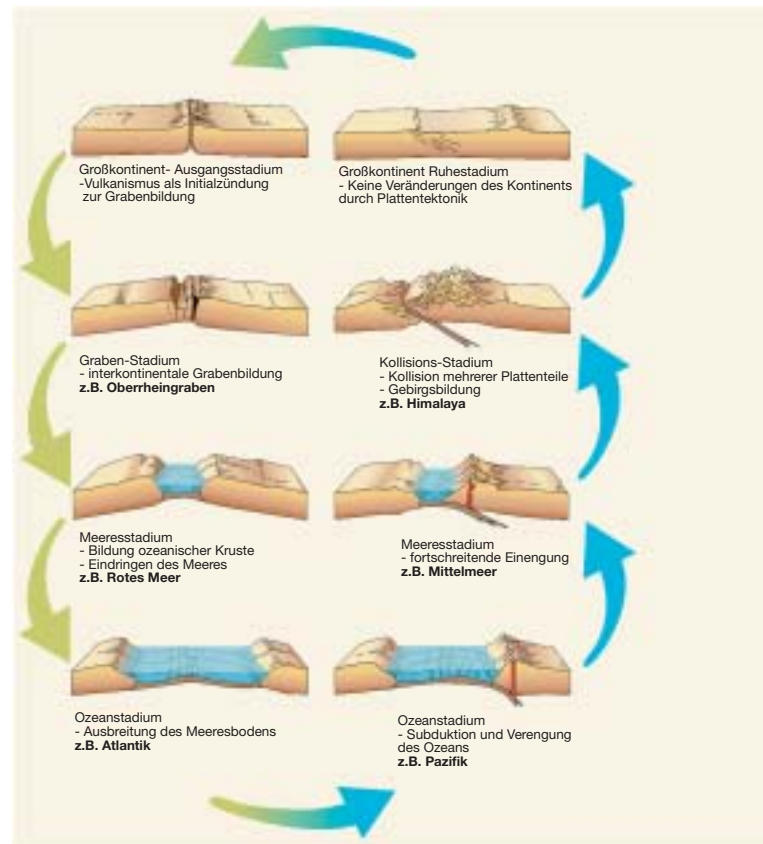 Großkontinent- Ausgangsstadium
-Vulkanismus als Initialzündung
zur Grabenbildung
Großkontinent Ruhestadium
- Keine Veränderungen des Kontinents
durch Plattentektonik
Graben-Stadium
- interkontinentale Grabenbildung
z.B. Oberrheingraben
Kollisions-Stadium
- Kollision mehrerer Plattenteile
- Gebirgsbildung
z.B. Himalaya
Meeresstadium
- Bildung ozeanischer Kruste
- Eindringen des Meeres
z.B. Rotes Meer
Meeresstadium
- fortschreitende Einengung
z.B. Mittelmeer
Ozeanstadium
- Ausbreitung des Meeresbodens
z.B. Atlantik
Ozeanstadium
- Subduktion und Verengung
des Ozeans
z.B. Pazifik